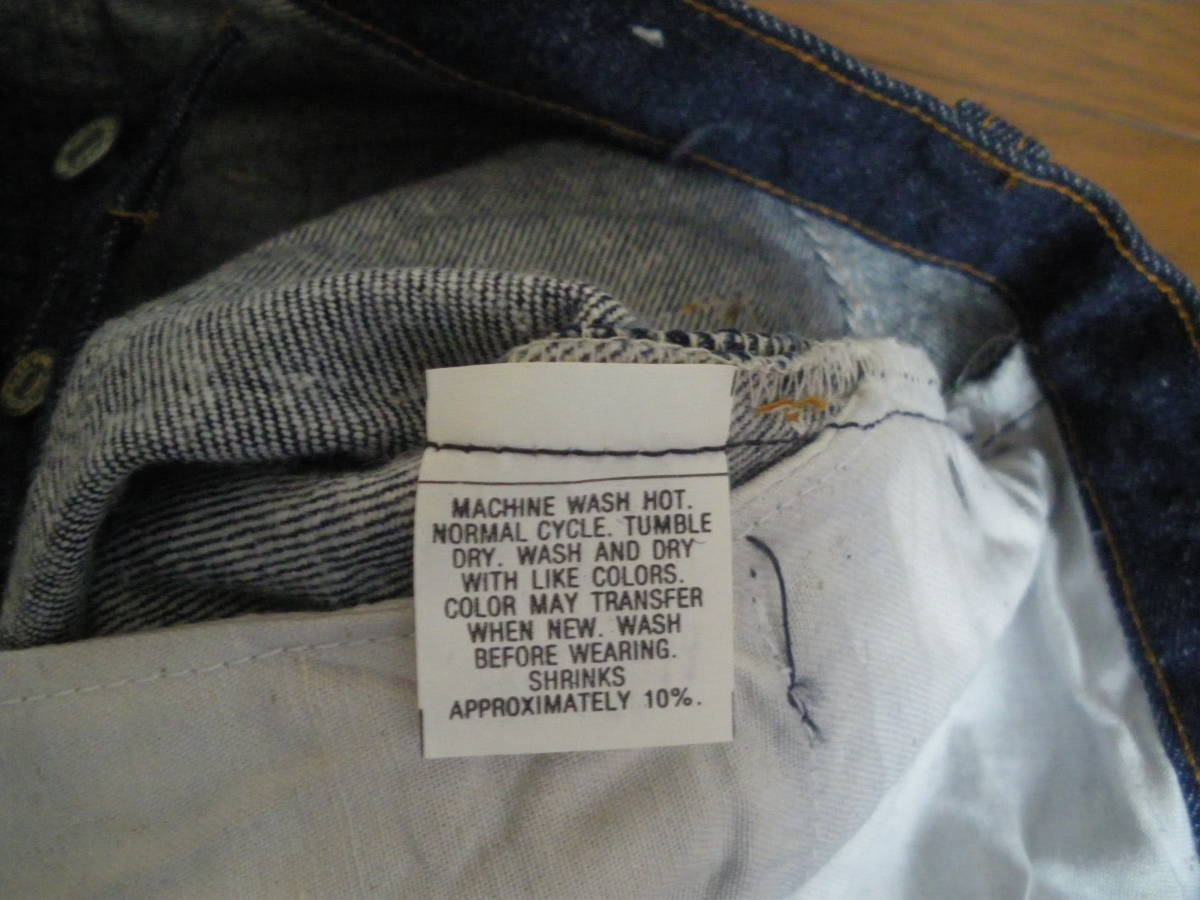 MACHINE WASH HOT.
NORMAL CYCLE. TUMBLE
DRY. WASH AND DRY
WITH LIKE COLORS.
COLOR MAY TRANSFER
WHEN NEW. WASH
BEFORE WEARING.
SHRINKS
APPROXIMATELY 10%.